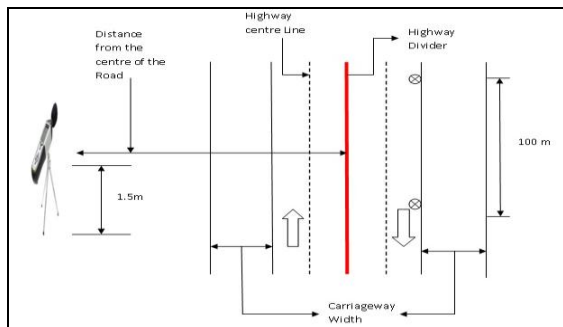 Distance
from the
centre of the
Road
Highway
centre Line
Highway
Divider
100 m
1.5m
Carriageway
Width